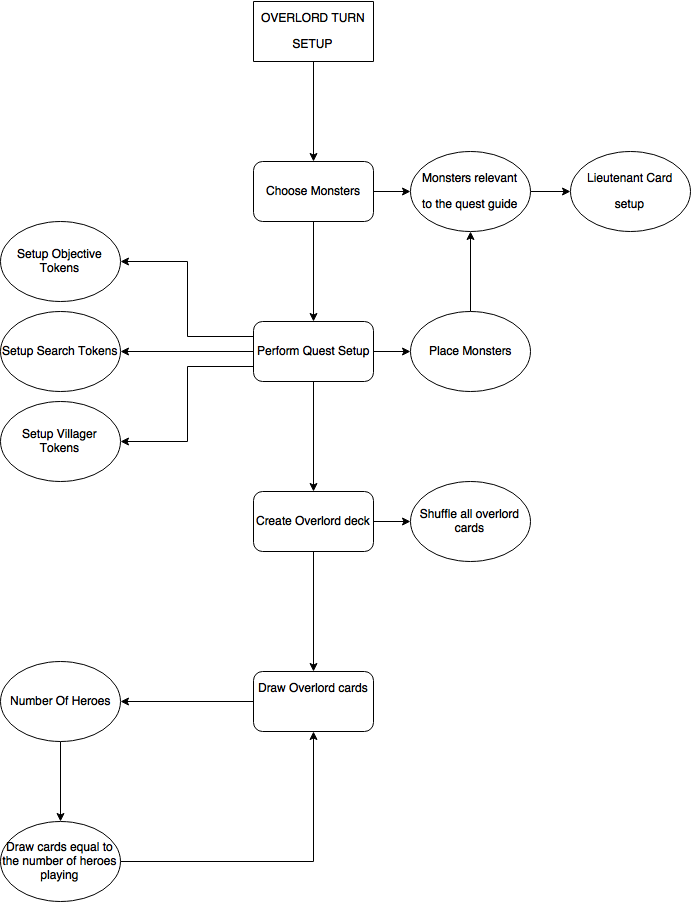 OVERLORD TURN
SETUP
Choose Monsters
Monsters relevant
to the quest guide
Lieutenant Card
setup
Setup Objective
Tokens
Setup Search Tokens
Perform Quest Setup
Place Monsters
Setup Villager
Tokens
Create Overlord deck
Shuffle all overlord
cards
Draw Overlord cards
Number Of Heroes
Draw cards equal to
the number of heroes
playing